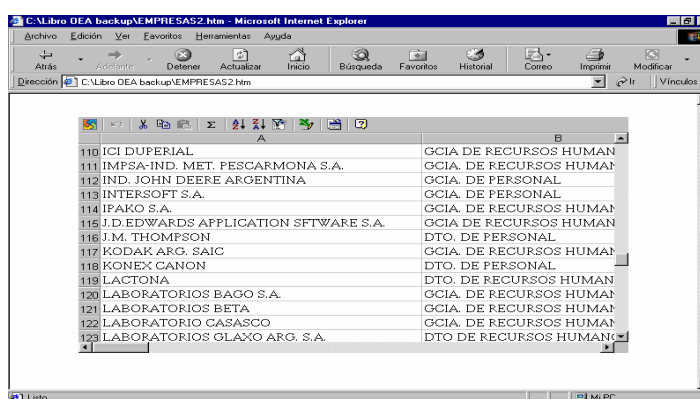 C:\Libro OEA backup\EMPRESAS2.htm - Microsoft Internet Explorer
Archivo Edición Ver Favoritos Herramientas Ayuda
Atrás Adelante Detener Actualizar Inicio Búsqueda Favoritos Historial Correo Imprimir Modificar
Dirección C:\Libro OEA backup\EMPRESAS2.htm Ir Vínculos
A B
110 ICI DUPERIAL GCIA DE RECURSOS HUMAN
111 IMPSA-IND. MET. PESCARMONA S.A. GCIA. DE RECURSOS HUMAN
112 IND. JOHN DEERE ARGENTINA GCIA. DE PERSONAL
113 INTERSOFT S.A. GCIA. DE PERSONAL
114 IPAKO S.A. GCIA. DE RECURSOS HUMAN
115 J.D.EDWARDS APPLICATION SFTWARE S.A. GCIA DE RECURSOS HUMAN
116 J.M. THOMPSON DTO. DE PERSONAL
117 KODAK ARG. SAIC GCIA. DE RECURSOS HUMAN
118 KONEX CANON DTO. DE PERSONAL
119 LACTONA DTO. DE RECURSOS HUMAN
120 LABORATORIOS BAGO S.A. GCIA. DE RECURSOS HUMAN
121 LABORATORIOS BETA GCIA. DE RECURSOS HUMAN
122 LABORATORIO CASASCO GCIA. DE RECURSOS HUMAN
123 LABORATORIOS GLAXO ARG. S.A. DTO DE RECURSOS HUMANO
Listo Mi PC